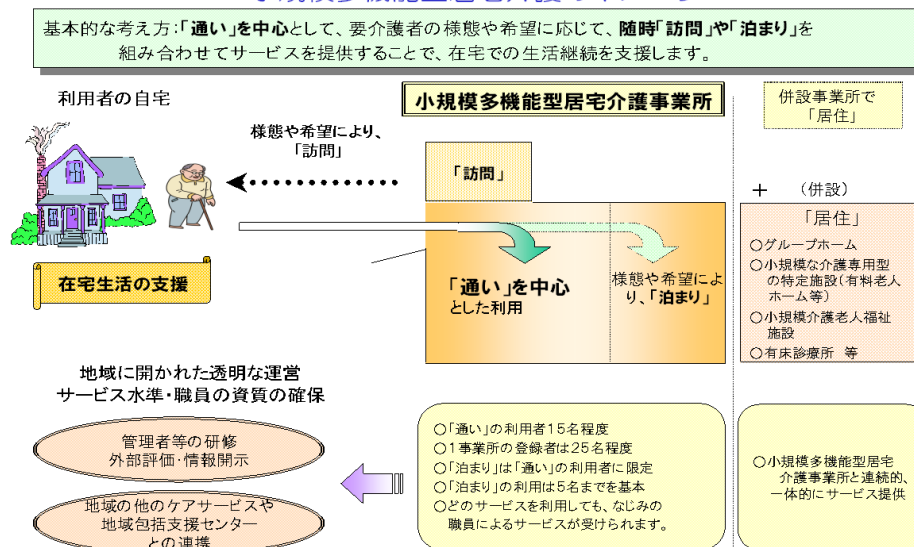 基本的な考え方:「通い」を中心として、要介護者の様態や希望に応じて、随時「訪問」や「泊まり」を
組み合わせてサービスを提供することで、在宅での生活継続を支援します。
利用者の自宅
様態や希望により、
「訪問」
在宅生活の支援
小規模多機能型居宅介護事業所
「訪問」
「通い」を中心
とした利用
様態や希望によ
り、「泊まり」
併設事業所で
「居住」
+ (併設)
「居住」
○グループホーム
○小規模な介護専用型
の特定施設(有料老人
ホーム等)
○小規模介護老人福祉
施設
○有床診療所 等
地域に開かれた透明な運営
サービス水準・職員の資質の確保
管理者等の研修
外部評価・情報開示
地域の他のケアサービスや
地域包括支援センター
との連携
○「通い」の利用者15名程度
○1事業所の登録者は25名程度
○「泊まり」は「通い」の利用者に限定
○「泊まり」の利用は5名までを基本
○どのサービスを利用しても、なじみの
職員によるサービスが受けられます。
○小規模多機能型居宅
介護事業所と連続的、
一体的にサービス提供